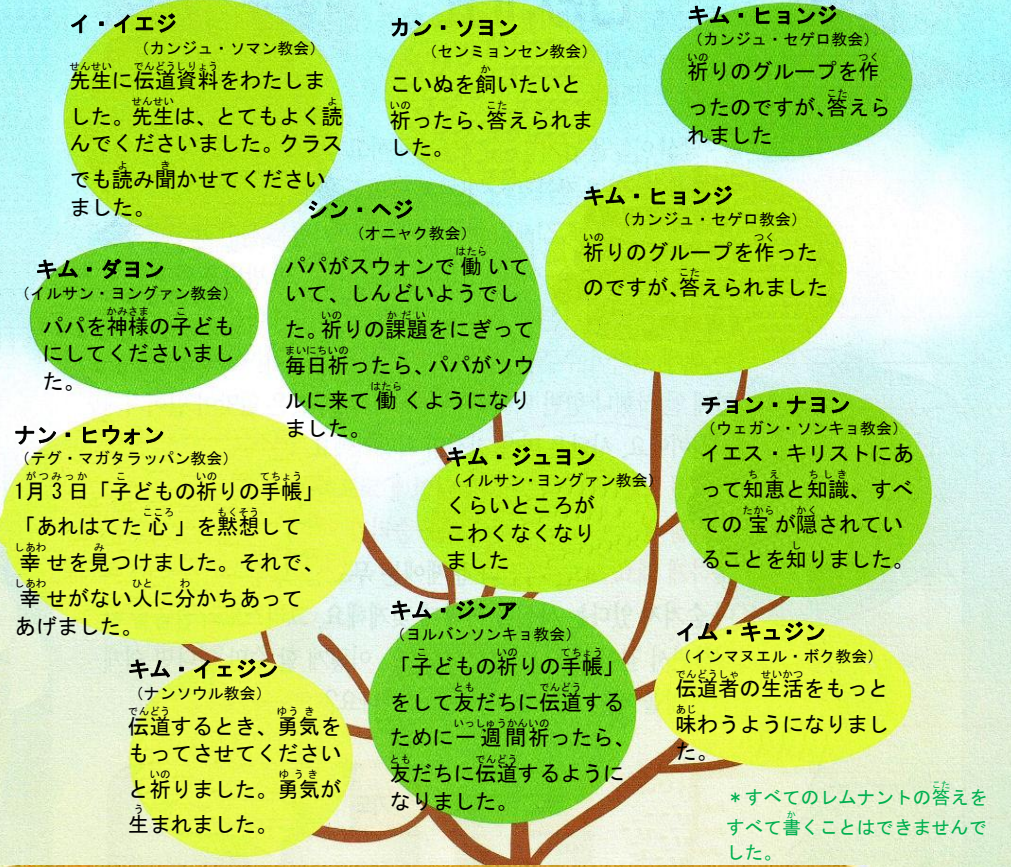 イ・イエジ
（カンジュ・ソマン教会）
先生に伝道資料をわたしま
した。先生は、とてもよく読
んでくださいました。クラス
でも読み聞かせてください
ました。
カン・ソヨン
（センミョンセン教会）
こいぬを飼いたいと
祈ったら、答えられま
した。
キム・ヒョンジ
（カンジュ・セゲロ教会）
祈りのグループを作
ったのですが、答えら
れました
シン・ヘジ
（オニャク教会）
パパがスウォンで働いて
いて、しんどいようでし
た。祈りの課題をにぎって
毎日祈ったら、パパがソウ
ルに来て働くようになり
ました。
キム・ヒョンジ
（カンジュ・セゲロ教会）
祈りのグループを作った
のですが、答えられました
キム・ダヨン
（イルサン・ヨングァン教会）
パパを神様の子ども
にしてくださいまし
た。
ナン・ヒウォン
（テグ・マガタラッパン教会）
1月3日「子どもの祈りの手帳」
「あれはてた心」を黙想して
幸せを見つけました。それで、
幸せがない人に分かちあって
あげました。
キム・ジュヨン
（イルサン・ヨングァン教会）
くらいところが
こわくなくなり
ました
チョン・ナヨン
（ウェガン・ソンキョ教会）
イエス・キリストにあ
って知恵と知識、すべ
ての宝が隠されてい
ることを知りました。
キム・イェジン
（ナンソウル教会）
伝道するとき、勇気を
もってさせてください
と祈りました。勇気が
生まれました。
キム・ジンア
（ヨルバンソンキョ教会）
「子どもの祈りの手帳」
をして友だちに伝道する
ために一週間祈ったら、
友だちに伝道するように
なりました。
イム・キュジン
（インマヌエル・ボク教会）
伝道者の生活をもっと
味わうようになりまし
た。
＊すべてのレムナントの答えを
すべて書くことはできませんで
した。